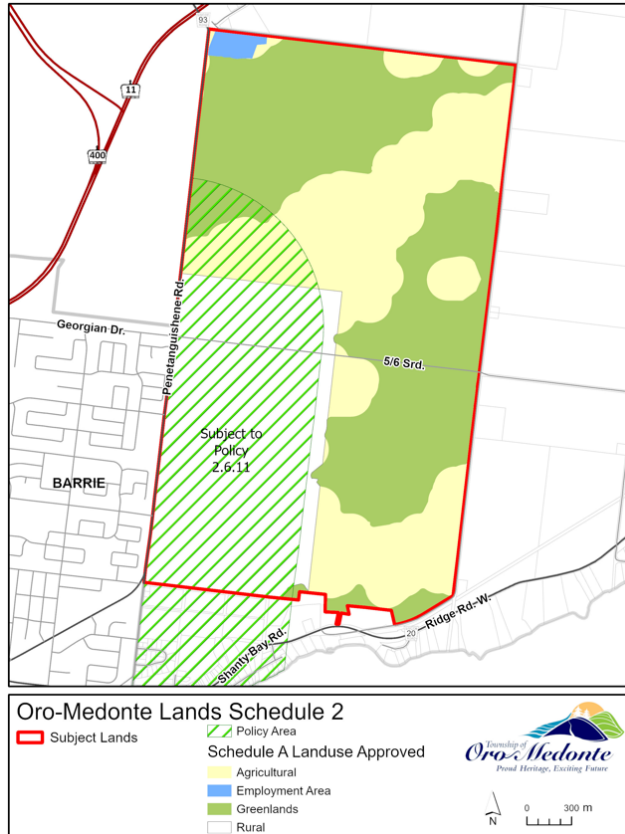 93
11
400
Georgian Dr.
Penetanguishene Rd.
5/6 Srd.
Subject to
Policy
2.6.11
BARRIE
Ridge Rd W.
20
Shanty Bay Rd.
Oro-Medonte Lands Schedule 2
Subject Lands
Policy Area
Schedule A Landuse Approved
Agricultural
Employment Area
Greenlands
Rural
Township of
Oro-Medonte
Proud Heritage, Exciting Future
N
0 300 m